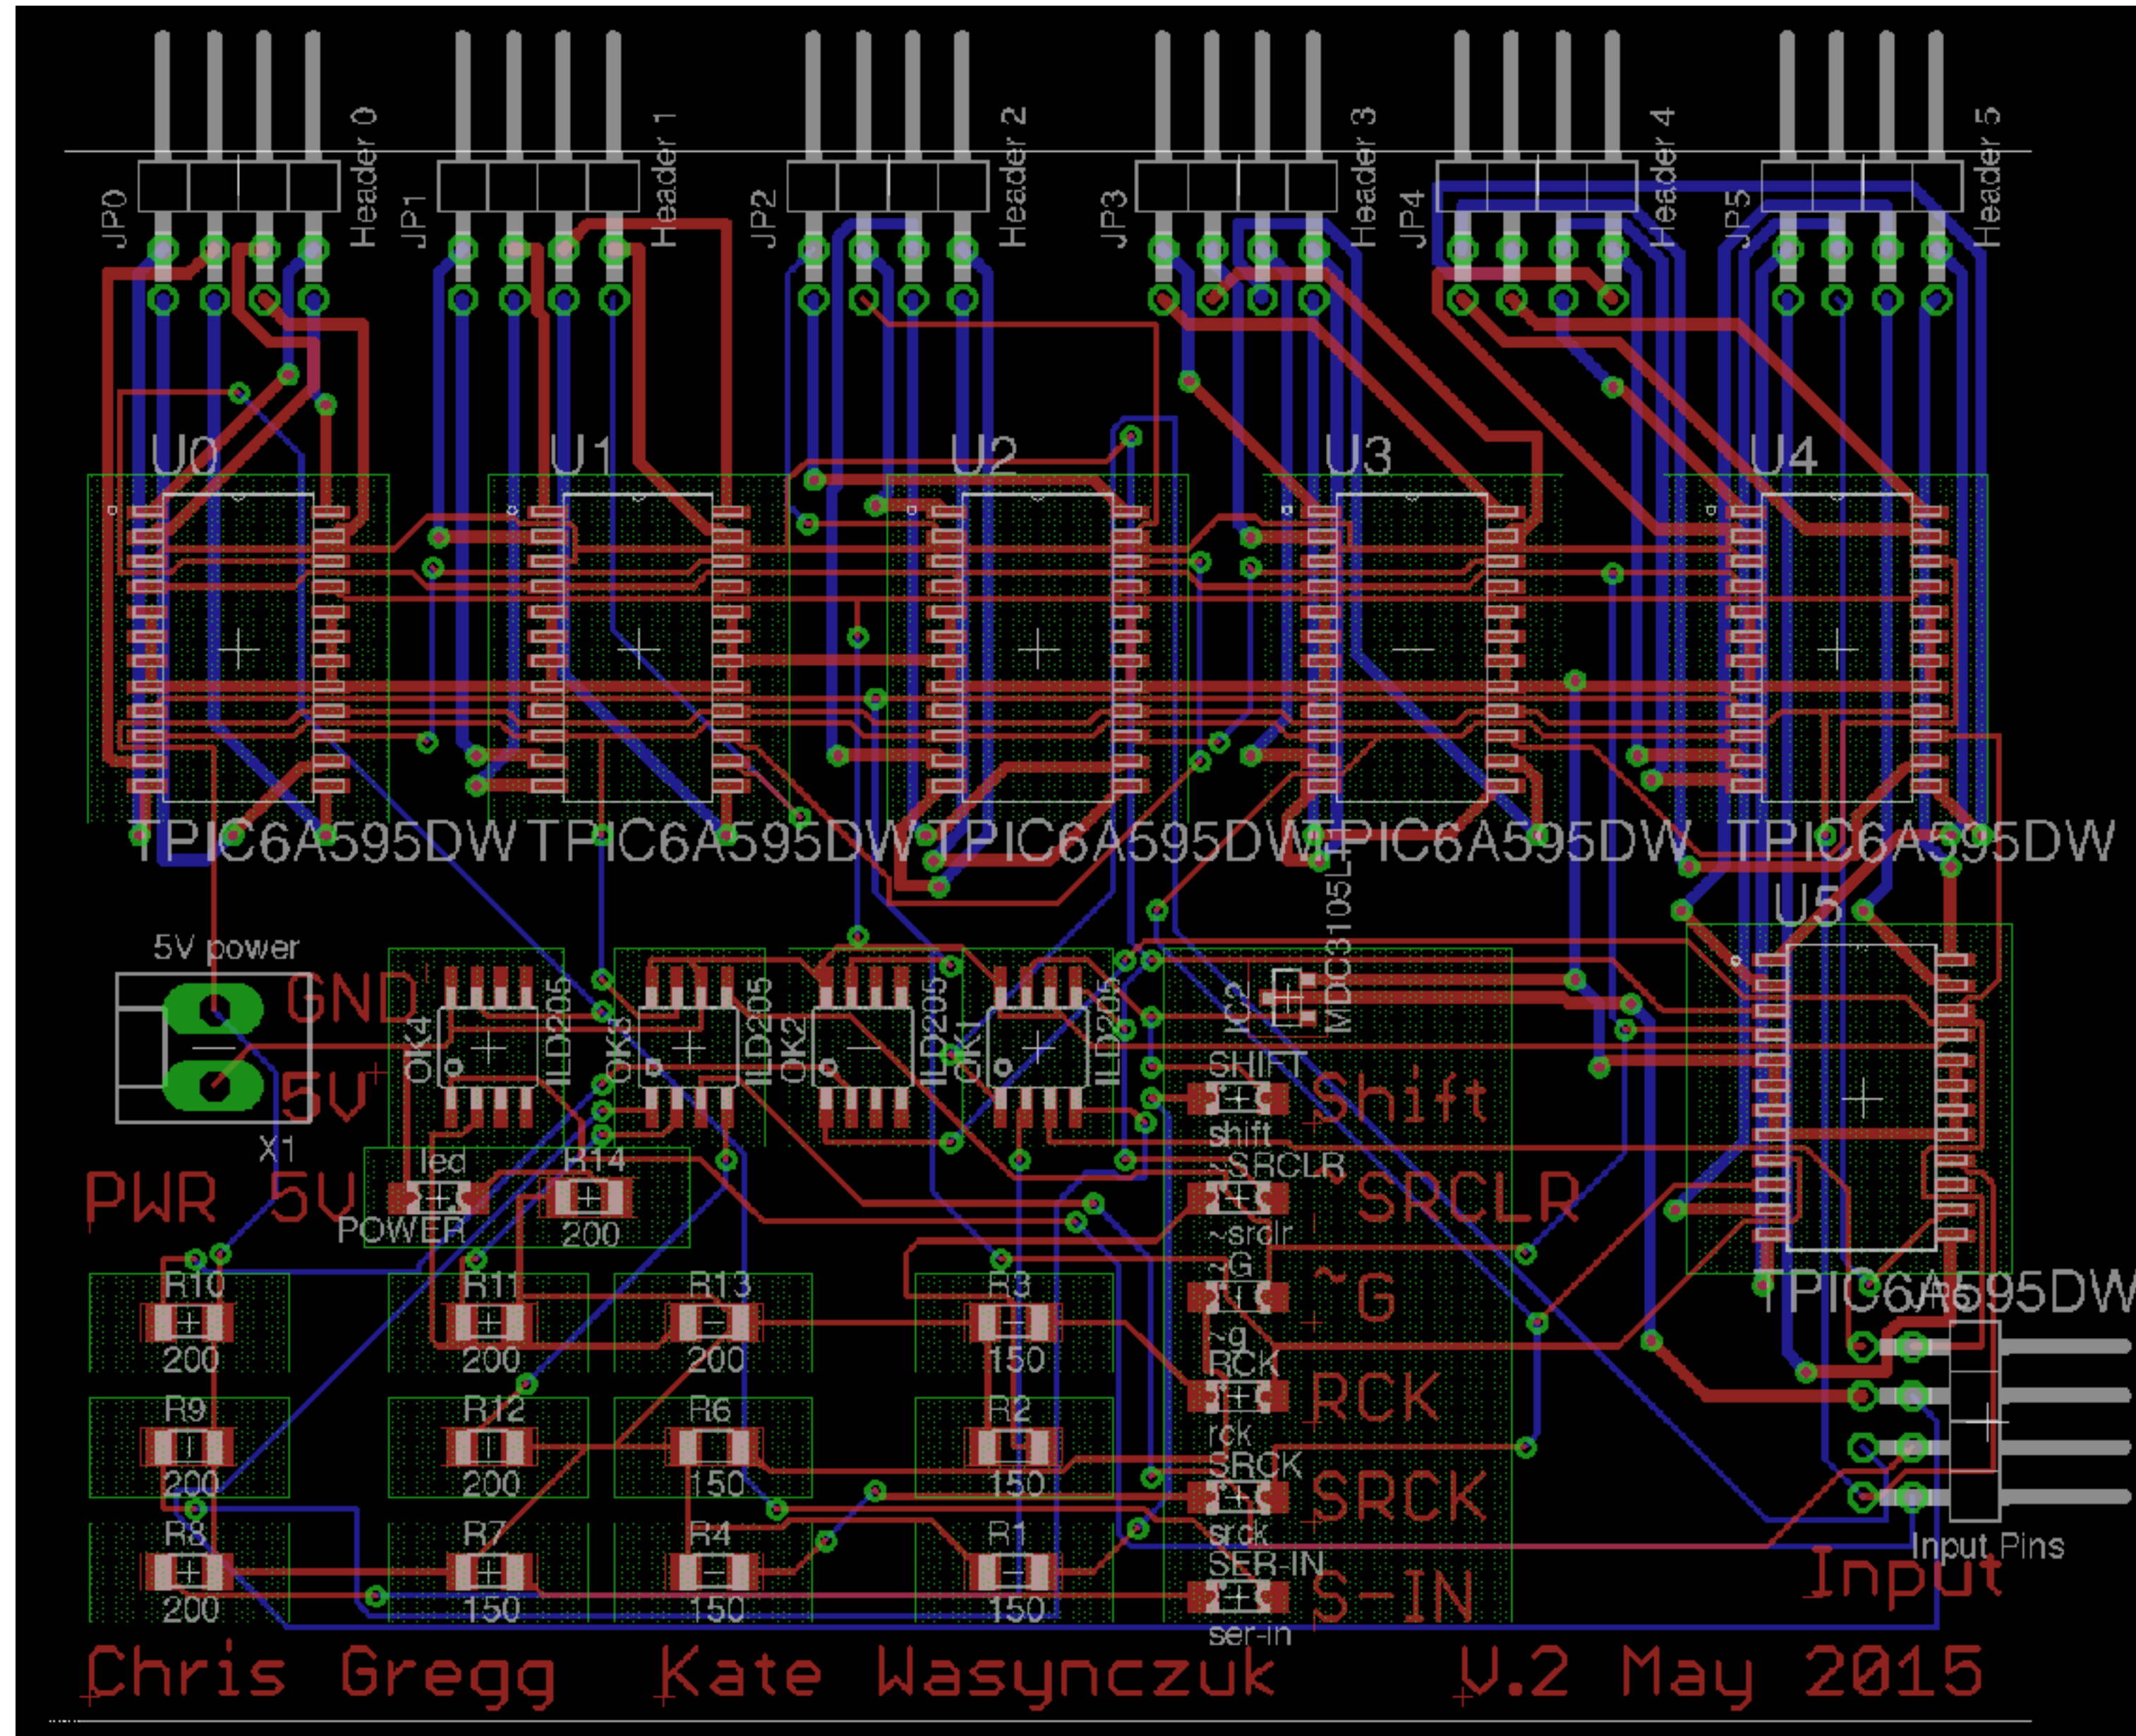 JP0 Header 0 JP1 Header 1 JP2 Header 2 JP3 Header 3 JP4 Header 4 JP5 Header 5
U0 U1 U2 U3 U4
TPIC6A595DW TPIC6A595DW TPIC6A595DW TPIC6A595DW TPIC6A595DW
U5
5V power
GND
5V
X1
OK4 ILD205 OK3 ILD205 OK2 ILD205 OK1 ILD205
IC2
SHIFT Shift
shift
PWR 5V
led R14
POWER 200
~SRCLR ~SRCLR
~srclr
~G ~G
~g
TPIC6A595DW
JP6
R10 R11 R13 R3
200 200 200 150
RCK RCK
rck
R9 R12 R6 R2
200 200 150 150
SRCK SRCK
srck
R8 R7 R4 R1
200 150 150 150
SER-IN S-IN
ser-in
Input Pins
Input
Chris Gregg Kate Wasynczuk V.2 May 2015